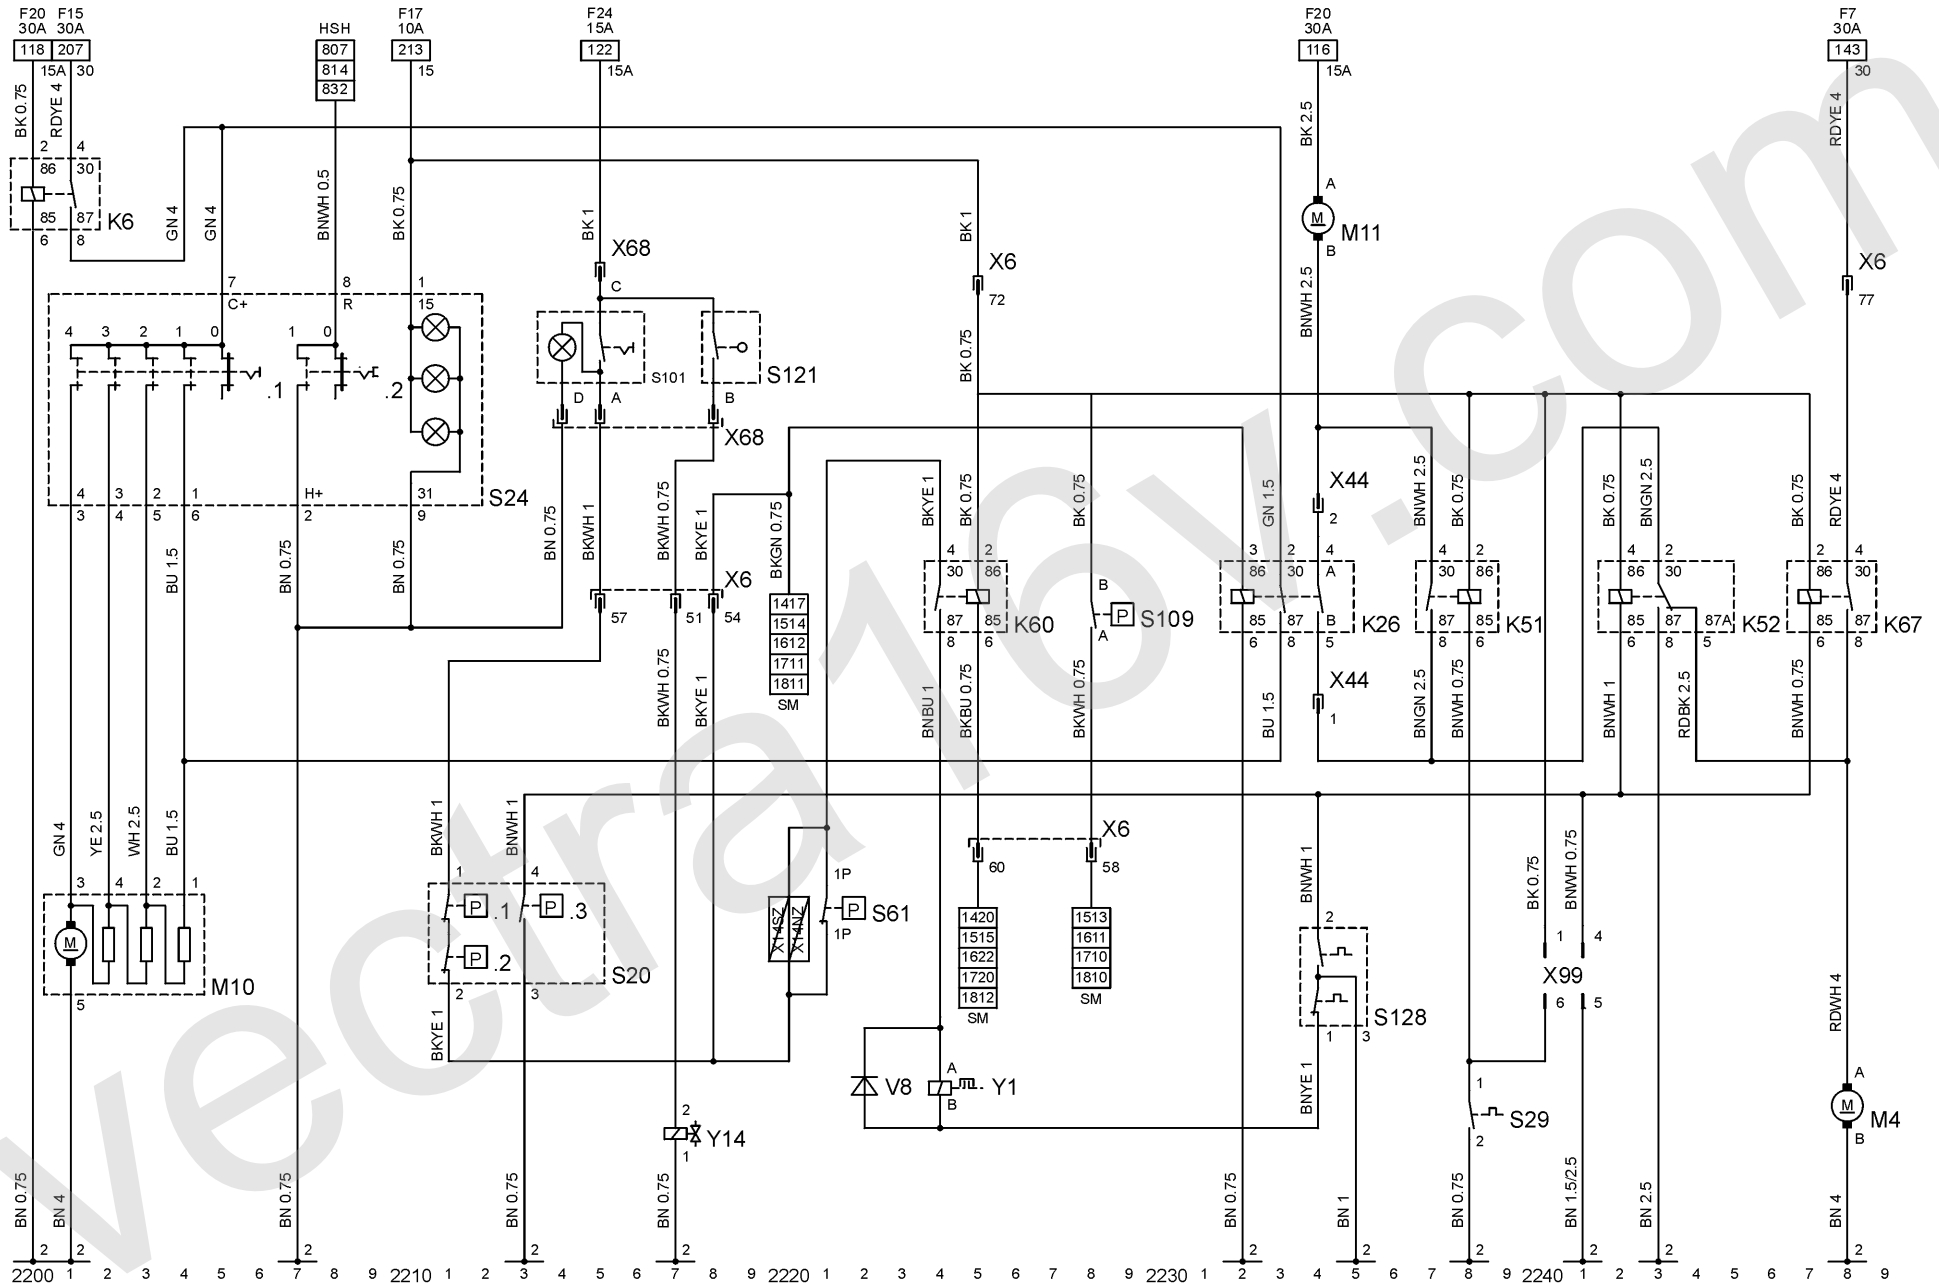 F20 F15 F24 F20 F7
30A 30A HSH F17 10A 15A 30A 30A
118 207 807 213 122 116 143
15A 30 814 15 15A 15A 30
832
BK 0.75
RDYE 4
BK 2.5
RDYE 4
2 4
86 30
85 87
6 8
K6
GN 4
GN 4
BNWH 0.5
BK 0.75
BK 1
BK 1
A
M
M11
B
X68
C
X6
72
BNWH 2.5
X6
77
7 8 1
C+ R 15
4 3 2 1 0 1 0
.1 .2
S101
S121
D A B
X68
BK 0.75
4 3 2 1 H+ 31
3 4 5 6 2 9
S24
BU 1.5
BN 0.75
BN 0.75
BN 0.75
BKWH 1
BKWH 0.75
BKYE 1
BKGN 0.75
BKYE 1
BK 0.75
BK 0.75
GN 1.5
X44
2
BNWH 2.5
BK 0.75
BK 0.75
BNGN 2.5
BK 0.75
RDYE 4
X6
57 51 54
1417
1514
1612
1711
1811
SM
4 2
30 86
87 85
8 6
K60
B
P
S109
A
3 2 4
86 30 A
85 87 B
6 8 5
K26
4 2
30 86
87 85
8 6
K51
4 2
86 30
85 87 87A
6 8 5
K52
2 4
86 30
85 87
6 8
K67
BKWH 0.75
BKYE 1
BNBU 1
BKBU 0.75
BKWH 0.75
BU 1.5
X44
1
BNGN 2.5
BNWH 0.75
BNWH 1
RDBK 2.5
BNWH 0.75
GN 4
YE 2.5
WH 2.5
BU 1.5
BKWH 1
BNWH 1
X6
60 58
BNWH 1
BK 0.75
BNWH 0.75
3 4 2 1
M
M10
5
1 4
P .1 P .3
P .2
S20
2 3
1P
X14SZ
X14NZ
P
S61
1P
1420
1515
1622
1720
1812
SM
1513
1611
1710
1810
SM
2
S128
1 3
1 4
X99
6 5
RDWH 4
BKYE 1
V8
A
Y1
B
BNYE 1
1
S29
2
A
M
M4
B
2
Y14
1
BN 0.75
BN 4
BN 0.75
BN 0.75
BN 0.75
BN 0.75
BN 1
BN 0.75
BN 1.5/2.5
BN 2.5
BN 4
2 2 2 2 2 2 2 2 2 2 2
2200 1 2 3 4 5 6 7 8 9 2210 1 2 3 4 5 6 7 8 9 2220 1 2 3 4 5 6 7 8 9 2230 1 2 3 4 5 6 7 8 9 2240 1 2 3 4 5 6 7 8 9
vectra16v.com